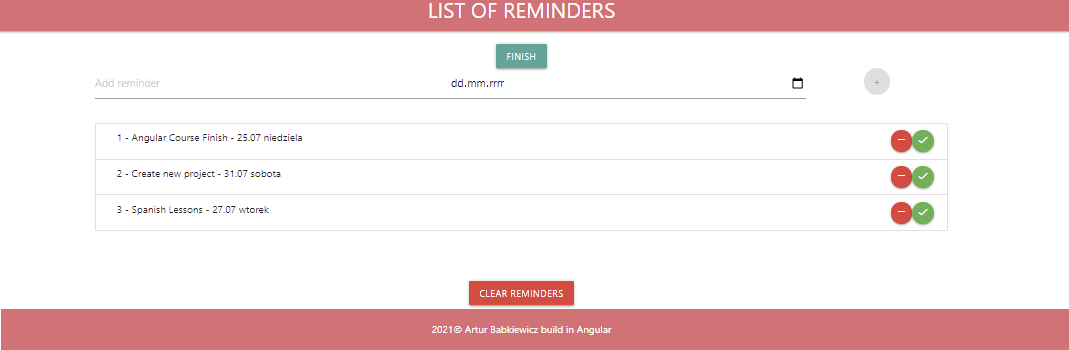 LIST OF REMINDERS
FINISH
Add reminder dd.mm.rrrr +
1 - Angular Course Finish - 25.07 niedziela
2 - Create new project - 31.07 sobota
3 - Spanish Lessons - 27.07 wtorek
CLEAR REMINDERS
2021© Artur Babkiewicz build in Angular